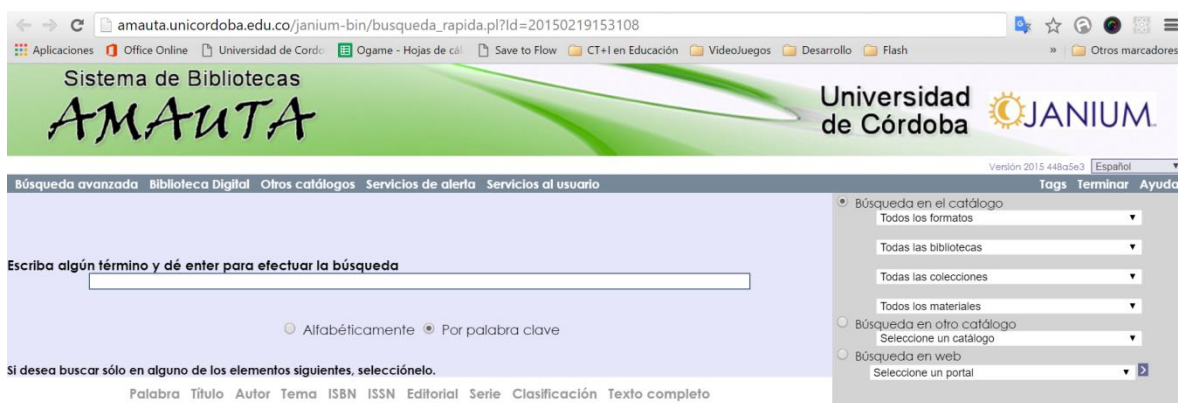 amauta.unicordoba.edu.co/janium-bin/busqueda_rapida.pl?Id=20150219153108
Aplicaciones Office Online Universidad de Cordo Ogame - Hojas de cál Save to Flow CT+I en Educación VideoJuegos Desarrollo Flash » Otros marcadores
Sistema de Bibliotecas
AMAUTA
Universidad
de Córdoba
JANIUM
Versión 2015 448a5e3 Español
Búsqueda avanzada Biblioteca Digital Otros catálogos Servicios de alerta Servicios al usuario Tags Terminar Ayuda
Escriba algún término y dé enter para efectuar la búsqueda
Alfabéticamente Por palabra clave
Si desea buscar sólo en alguno de los elementos siguientes, selecciónelo.
Palabra Título Autor Tema ISBN ISSN Editorial Serie Clasificación Texto completo
Búsqueda en el catálogo
Todos los formatos
Todas las bibliotecas
Todas las colecciones
Todos los materiales
Búsqueda en otro catálogo
Seleccione un catálogo
Búsqueda en web
Seleccione un portal